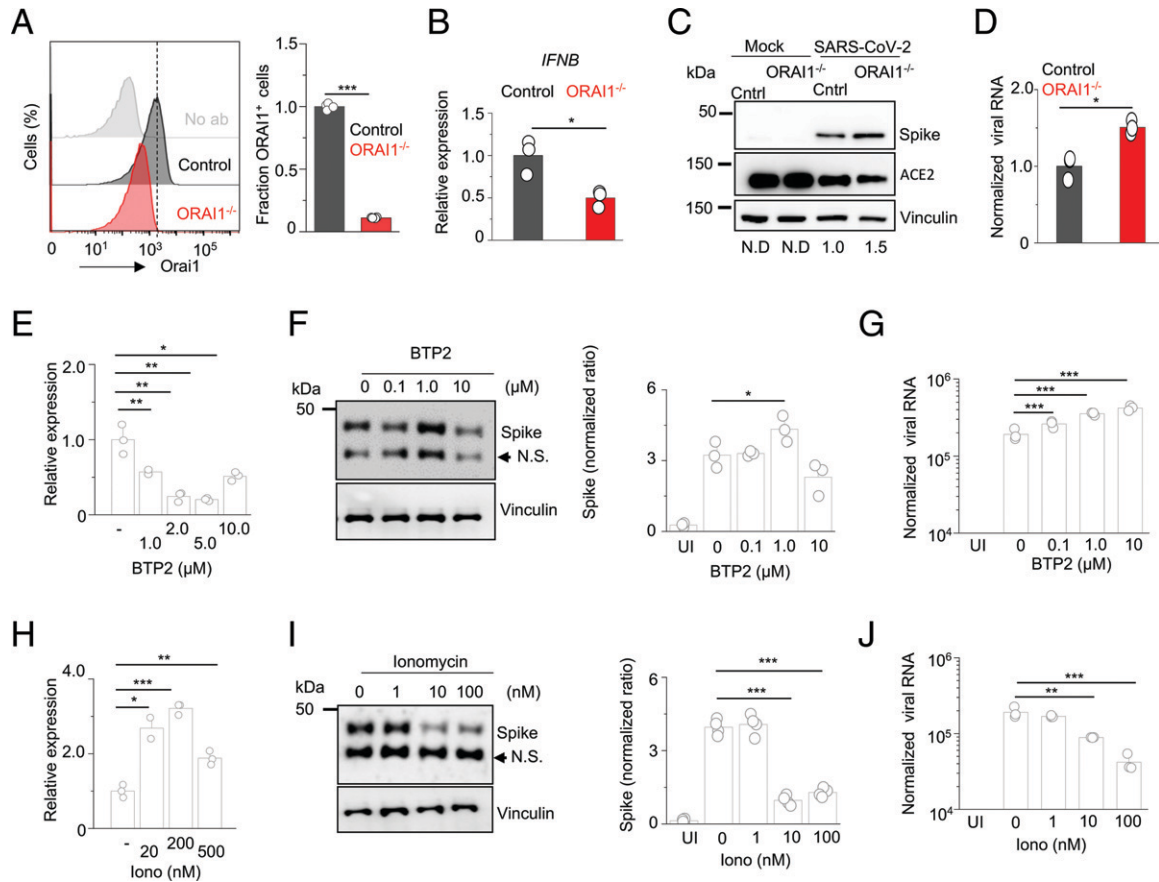 A
Cells (%)
No ab
Control
ORAI1-/-
0 10¹ 10³ 10⁵
Orai1
Fraction ORAI1⁺ cells
1.5
1.0
0.5
0
***
Control
ORAI1-/-
B
IFNB
Control ORAI1-/-
Relative expression
1.5
1.0
0.5
0
*
C
Mock SARS-CoV-2
kDa
ORAI1-/- ORAI1-/-
Cntrl Cntrl
50
Spike
150
ACE2
150
Vinculin
N.D N.D 1.0 1.5
D
Normalized viral RNA
2.0
1.0
0
Control
ORAI1-/-
*
E
Relative expression
2.0
1.0
0
*
**
**
**
- 1.0 2.0 5.0 10.0
BTP2 (µM)
F
BTP2
kDa
0 0.1 1.0 10 (µM)
50
Spike
N.S.
Vinculin
Spike (normalized ratio)
6
3
0
*
UI 0 0.1 1.0 10
BTP2 (µM)
G
Normalized viral RNA
10⁶
10⁵
10⁴
***
***
***
UI 0 0.1 1.0 10
BTP2 (µM)
H
Relative expression
4.0
2.0
0
**
***
*
- 20 200 500
Iono (nM)
I
Ionomycin
kDa
0 1 10 100 (nM)
50
Spike
N.S.
Vinculin
Spike (normalized ratio)
6
3
0
***
***
UI 0 1 10 100
Iono (nM)
J
Normalized viral RNA
10⁶
10⁵
10⁴
***
**
UI 0 1 10 100
Iono (nM)